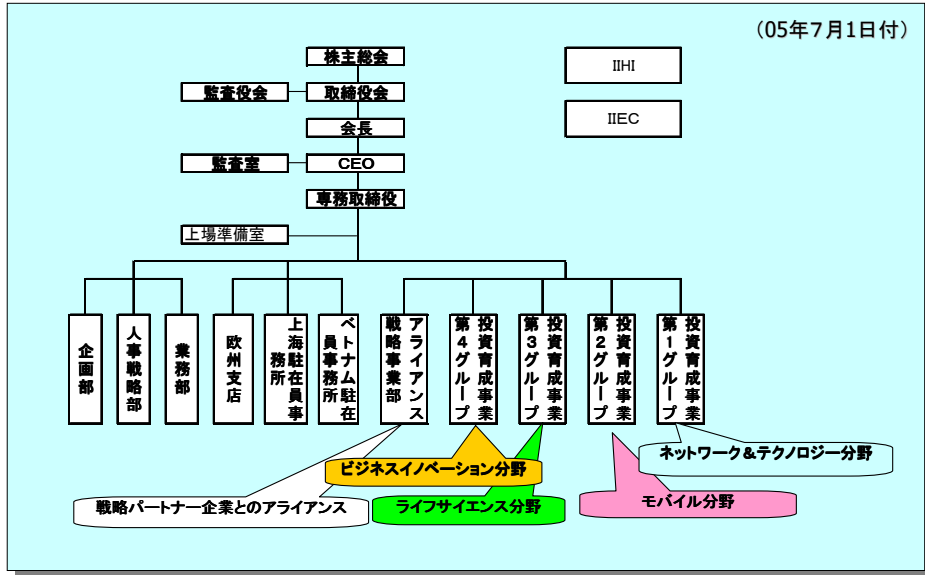 （05年７月1日付）
株主総会
IIHI
監査役会
取締役会
IIEC
会長
監査室
CEO
専務取締役
上場準備室
企画部
人事戦略部
業務部
欧州支店
上海駐在員事
務所
ベトナム駐在
員事務所
アライアンス
戦略事業部
投資育成事業
第４グループ
投資育成事業
第３グループ
投資育成事業
第２グループ
投資育成事業
第１グループ
ネットワーク＆テクノロジー分野
ビジネスイノベーション分野
戦略パートナー企業とのアライアンス
ライフサイエンス分野
モバイル分野